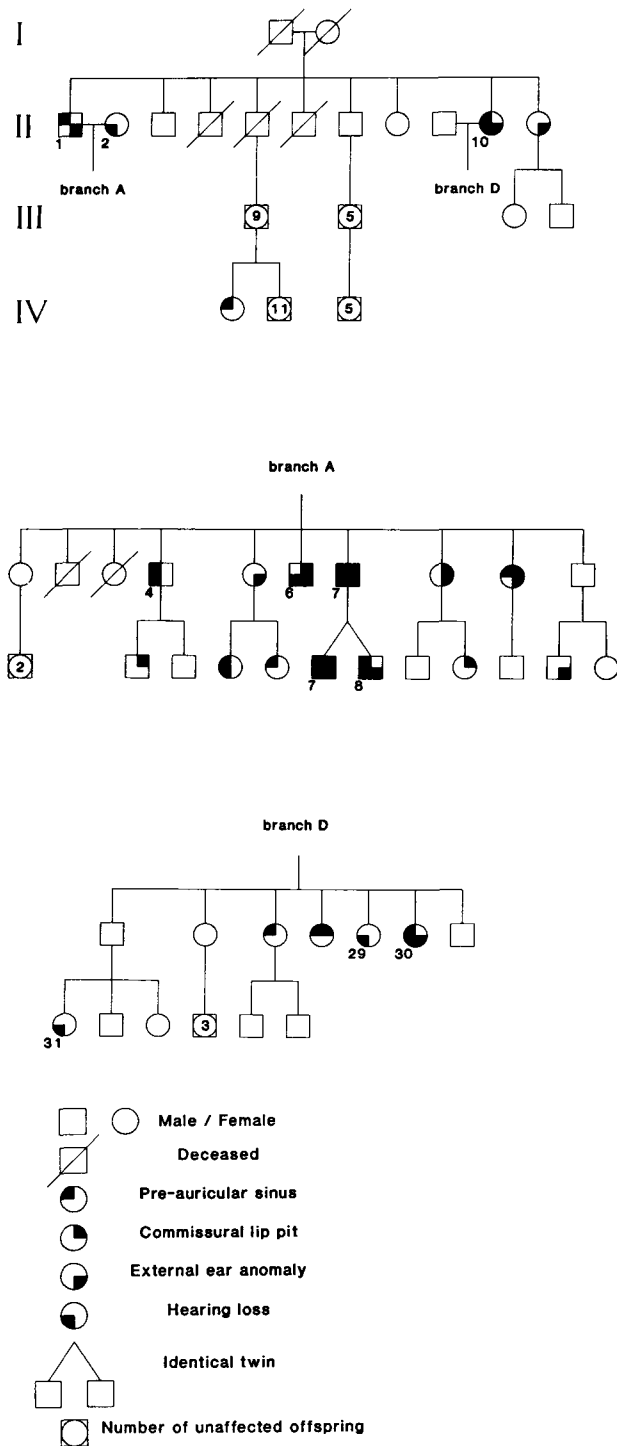 I
II
1 2 10
branch A branch D
III
9 5
IV
11 5
branch A
4 6 7
2
7 8
branch D
29 30
3
31
Male / Female
Deceased
Pre-auricular sinus
Commissural lip pit
External ear anomaly
Hearing loss
Identical twin
Number of unaffected offspring